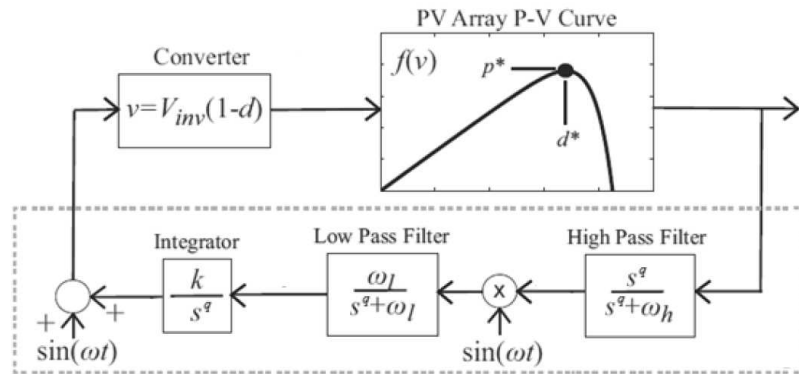 PV Array P-V Curve
Converter
f(v)
p*
v=V_inv(1-d)
d*
Integrator
Low Pass Filter
High Pass Filter
k
s^q
ω_l
s^q+ω_l
x
s^q
s^q+ω_h
+
+
sin(ωt)
sin(ωt)